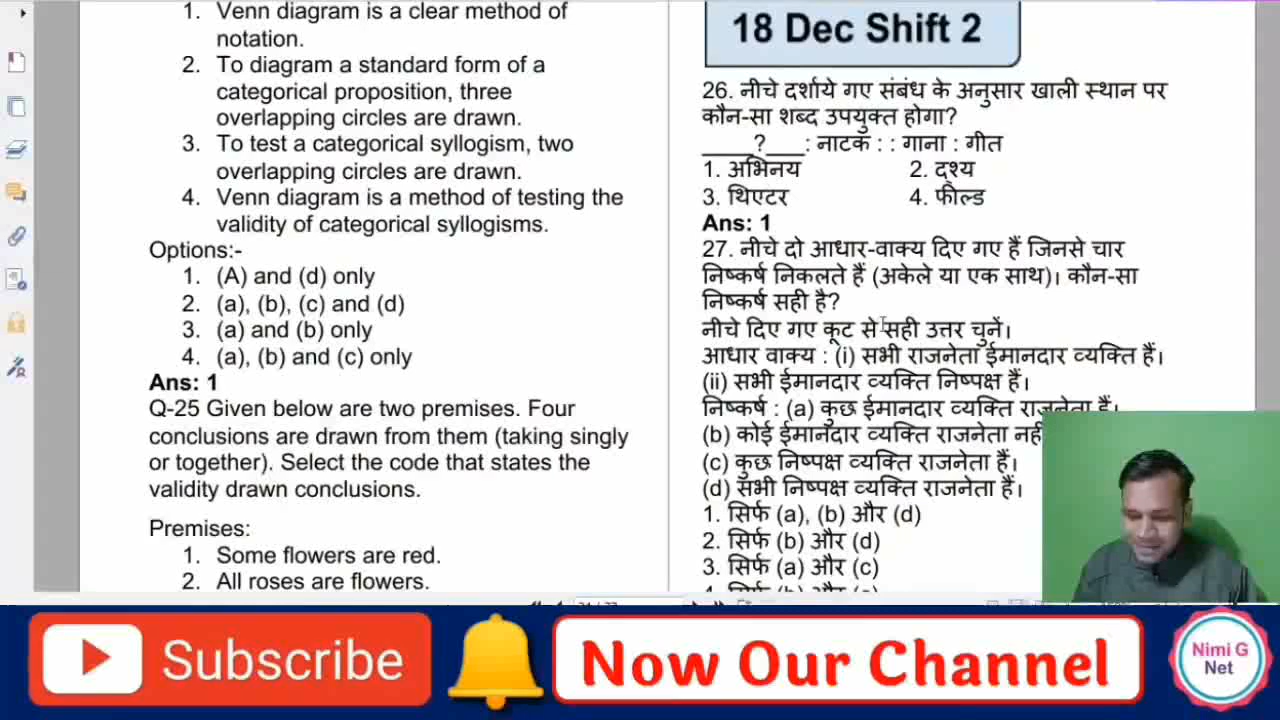 1. Venn diagram is a clear method of
notation.
2. To diagram a standard form of a
categorical proposition, three
overlapping circles are drawn.
3. To test a categorical syllogism, two
overlapping circles are drawn.
4. Venn diagram is a method of testing the
validity of categorical syllogisms.
Options:-
1. (A) and (d) only
2. (a), (b), (c) and (d)
3. (a) and (b) only
4. (a), (b) and (c) only
Ans: 1
Q-25 Given below are two premises. Four
conclusions are drawn from them (taking singly
or together). Select the code that states the
validity drawn conclusions.
Premises:
1. Some flowers are red.
2. All roses are flowers.
18 Dec Shift 2
26. नीचे दर्शाये गए संबंध के अनुसार खाली स्थान पर
कौन-सा शब्द उपयुक्त होगा?
____?___: नाटक : : गाना : गीत
1. अभिनय 2. दृश्य
3. थिएटर 4. फील्ड
Ans: 1
27. नीचे दो आधार-वाक्य दिए गए हैं जिनसे चार
निष्कर्ष निकलते हैं (अकेले या एक साथ)। कौन-सा
निष्कर्ष सही है?
नीचे दिए गए कूट से सही उत्तर चुनें।
आधार वाक्य : (i) सभी राजनेता ईमानदार व्यक्ति हैं।
(ii) सभी ईमानदार व्यक्ति निष्पक्ष हैं।
निष्कर्ष : (a) कुछ ईमानदार व्यक्ति राजनेता हैं।
(b) कोई ईमानदार व्यक्ति राजनेता नहीं
(c) कुछ निष्पक्ष व्यक्ति राजनेता हैं।
(d) सभी निष्पक्ष व्यक्ति राजनेता हैं।
1. सिर्फ (a), (b) और (d)
2. सिर्फ (b) और (d)
3. सिर्फ (a) और (c)
Subscribe
Now Our Channel
Nimi G
Net